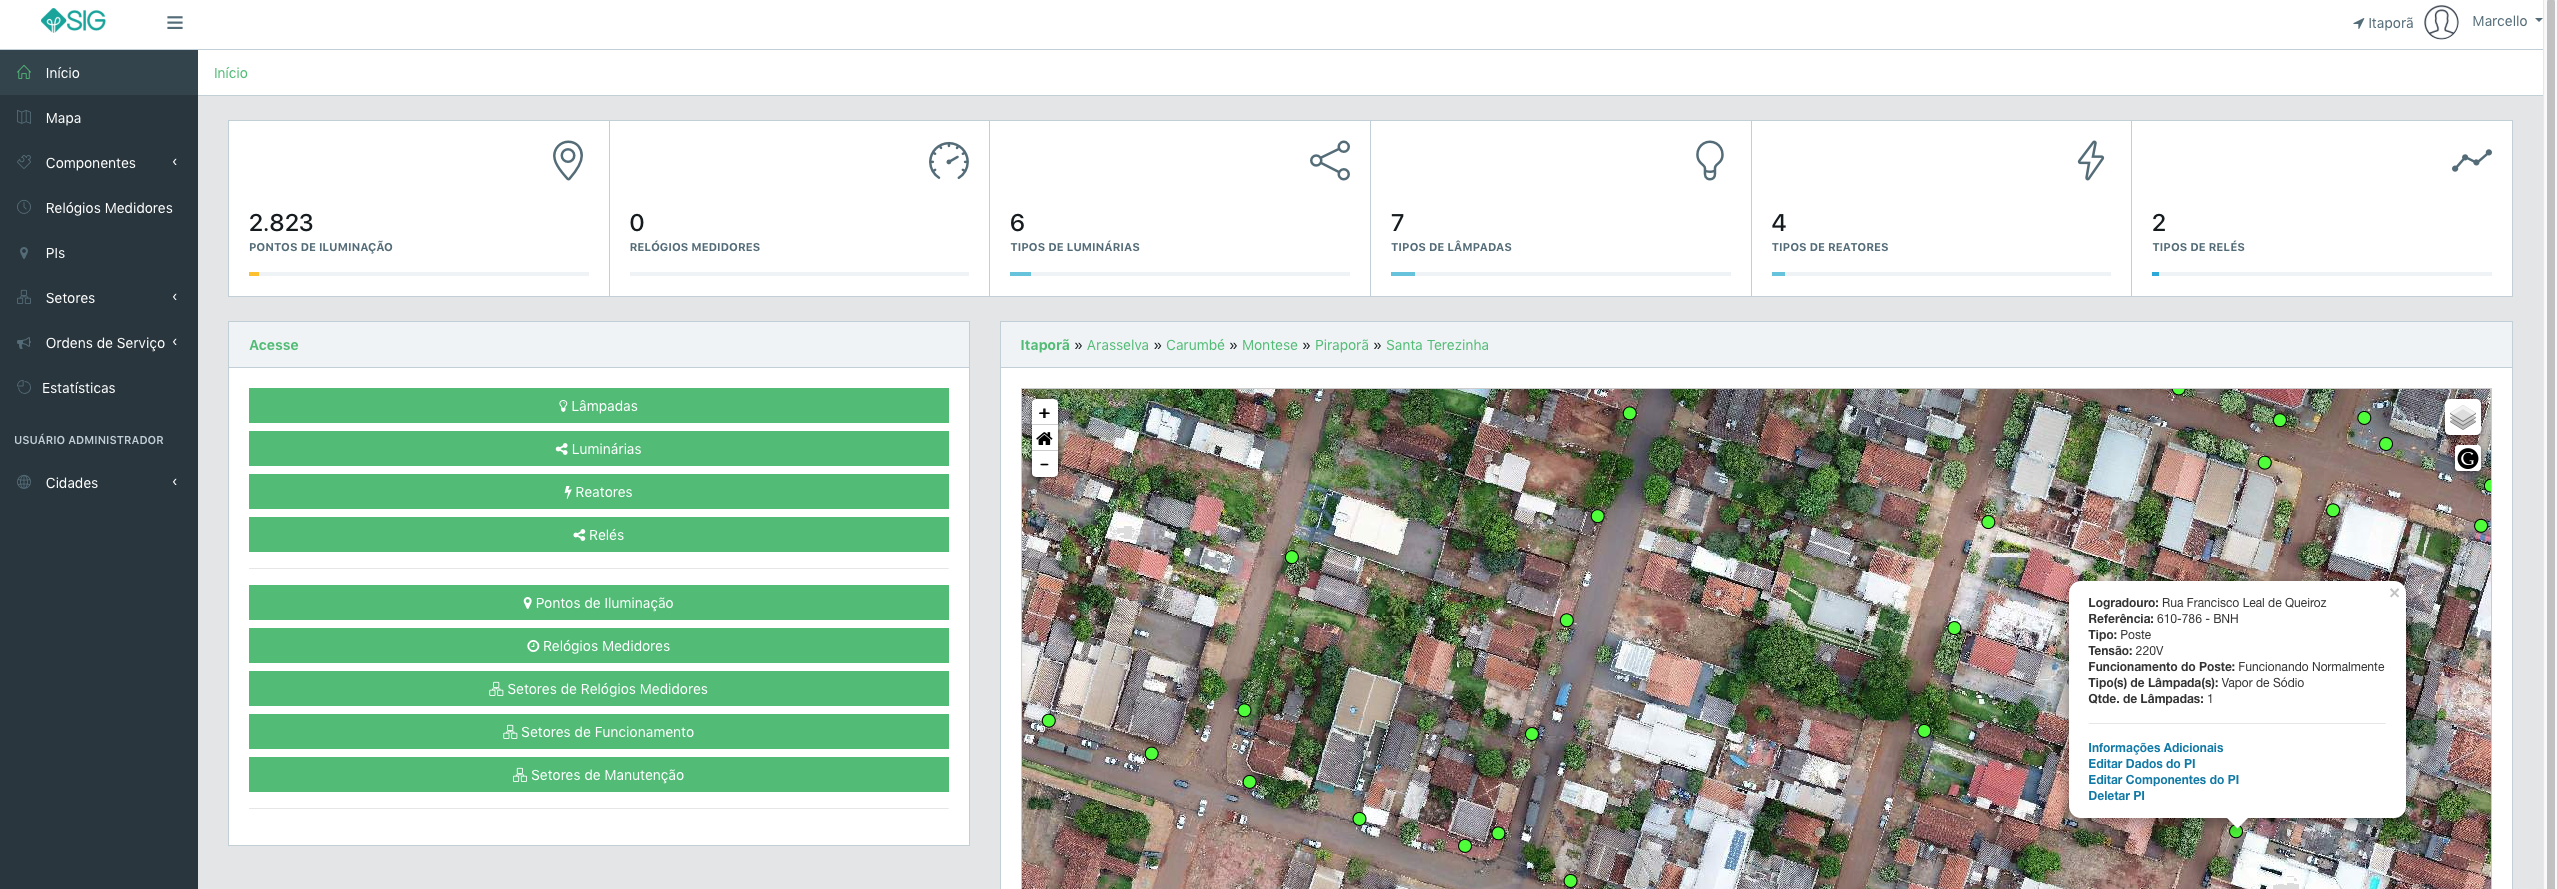 SIG
Itaporã
Marcello
Início
Mapa
Componentes
Relógios Medidores
PIs
Setores
Ordens de Serviço
Estatísticas
USUÁRIO ADMINISTRADOR
Cidades
Início
2.823
PONTOS DE ILUMINAÇÃO
0
RELÓGIOS MEDIDORES
6
TIPOS DE LUMINÁRIAS
7
TIPOS DE LÂMPADAS
4
TIPOS DE REATORES
2
TIPOS DE RELÉS
Acesse
Lâmpadas
Luminárias
Reatores
Relés
Pontos de Iluminação
Relógios Medidores
Setores de Relógios Medidores
Setores de Funcionamento
Setores de Manutenção
Itaporã » Arasselva » Carumbé » Montese » Piraporã » Santa Terezinha
+
-
G
×
Logradouro: Rua Francisco Leal de Queiroz
Referência: 610-786 - BNH
Tipo: Poste
Tensão: 220V
Funcionamento do Poste: Funcionando Normalmente
Tipo(s) de Lâmpada(s): Vapor de Sódio
Qtde. de Lâmpadas: 1
Informações Adicionais
Editar Dados do PI
Editar Componentes do PI
Deletar PI